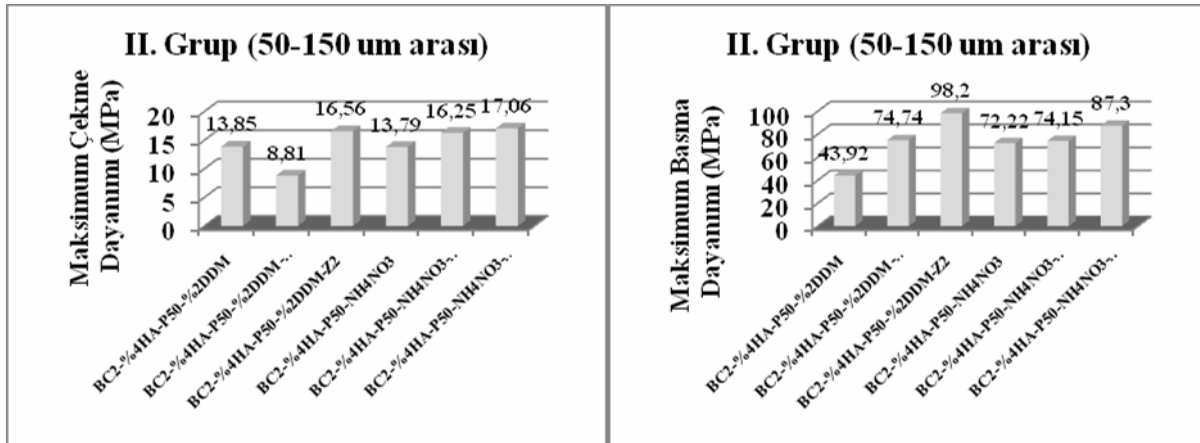 II. Grup (50-150 um arası)
Maksimum Çekme
Dayanımı (MPa)
20
15
10
5
0
13,85
8,81
16,56
13,79
16,25
17,06
BC2-%4HA-P50-%2DDM
BC2-%4HA-P50-%2DDM-..
BC2-%4HA-P50-%2DDM-Z2
BC2-%4HA-P50-NH4NO3
BC2-%4HA-P50-NH4NO3-..
BC2-%4HA-P50-NH4NO3-..
II. Grup (50-150 um arası)
Maksimum Basma
Dayanımı (MPa)
100
80
60
40
20
0
43,92
74,74
98,2
72,22
74,15
87,3
BC2-%4HA-P50-%2DDM
BC2-%4HA-P50-%2DDM-..
BC2-%4HA-P50-%2DDM-Z2
BC2-%4HA-P50-NH4NO3
BC2-%4HA-P50-NH4NO3-..
BC2-%4HA-P50-NH4NO3-..